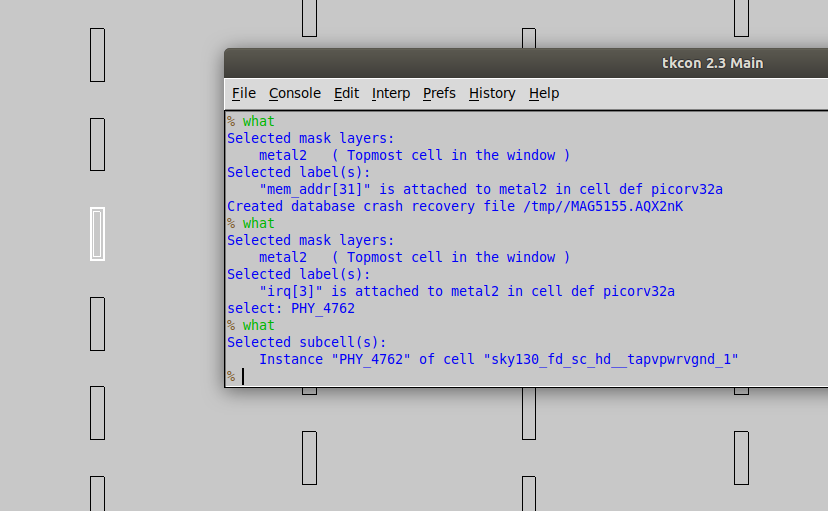 tkcon 2.3 Main
File Console Edit Interp Prefs History Help
% what
Selected mask layers:
    metal2   ( Topmost cell in the window )
Selected label(s):
    "mem_addr[31]" is attached to metal2 in cell def picorv32a
Created database crash recovery file /tmp//MAG5155.AQX2nK
% what
Selected mask layers:
    metal2   ( Topmost cell in the window )
Selected label(s):
    "irq[3]" is attached to metal2 in cell def picorv32a
select: PHY_4762
% what
Selected subcell(s):
    Instance "PHY_4762" of cell "sky130_fd_sc_hd__tapvpwrvgnd_1"
%